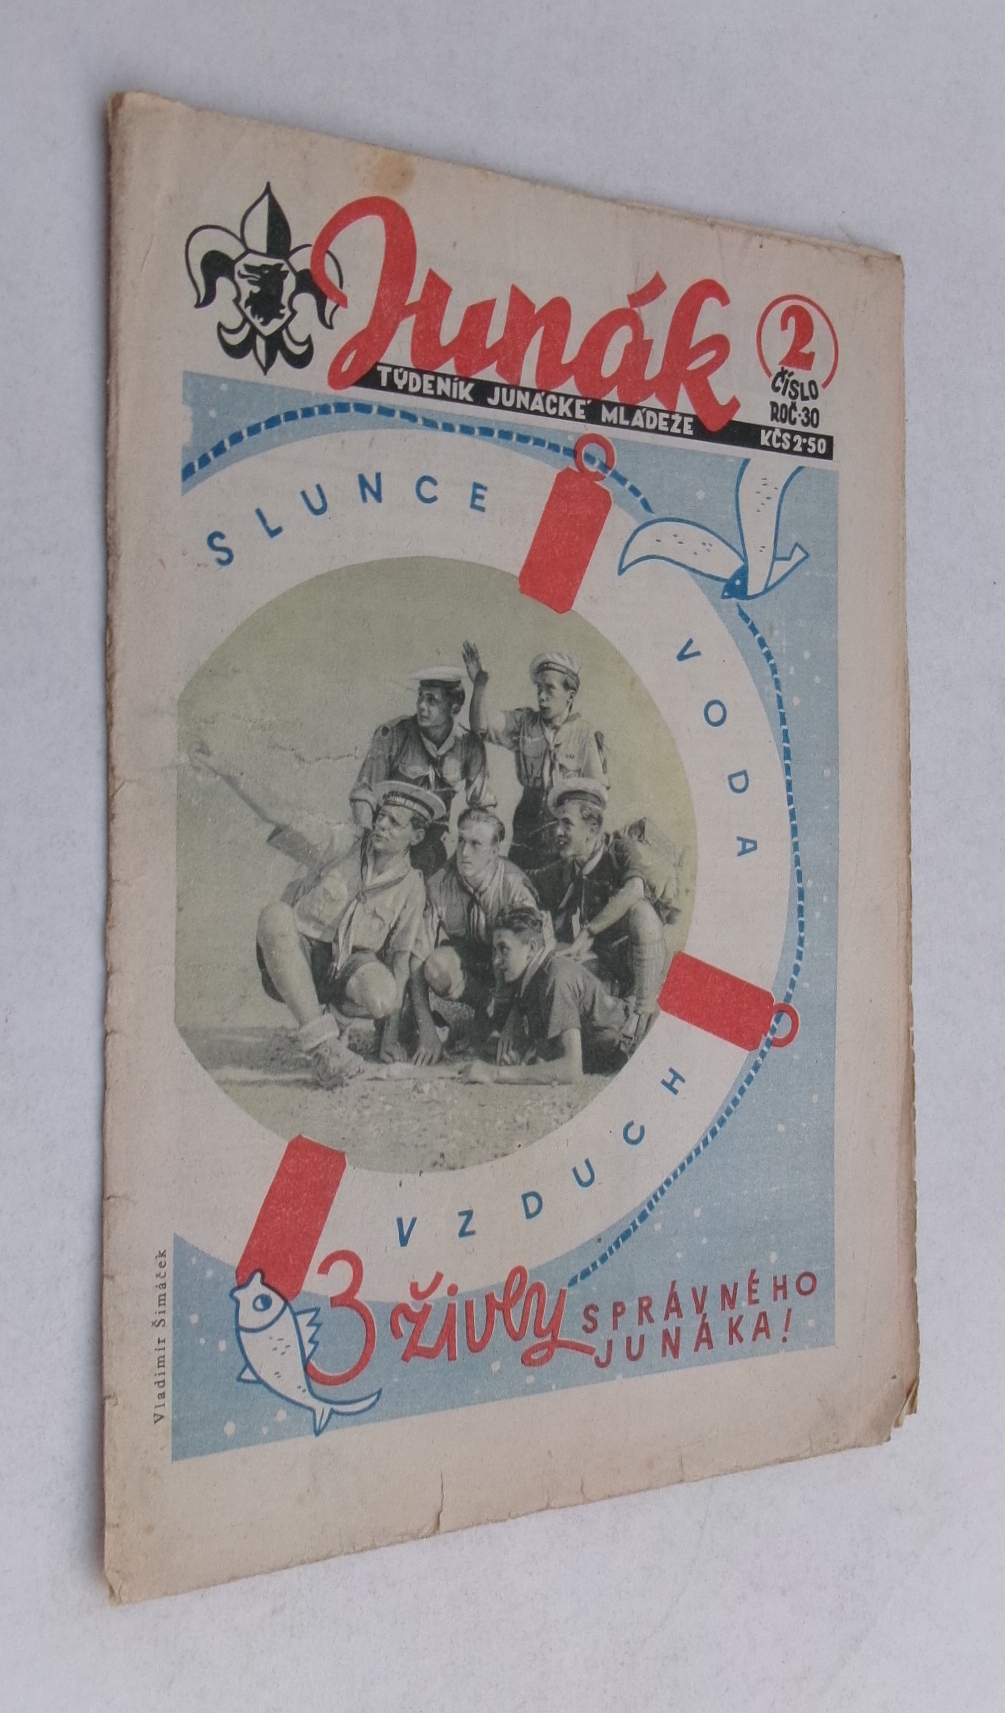 Junák
2
ČÍSLO
ROČ·30
TÝDENÍK JUNÁCKÉ MLÁDEŽE
KČS 2·50
SLUNCE
VODA
VZDUCH
3 živly SPRÁVNÉHO
JUNÁKA!
Vladimír Šimáček